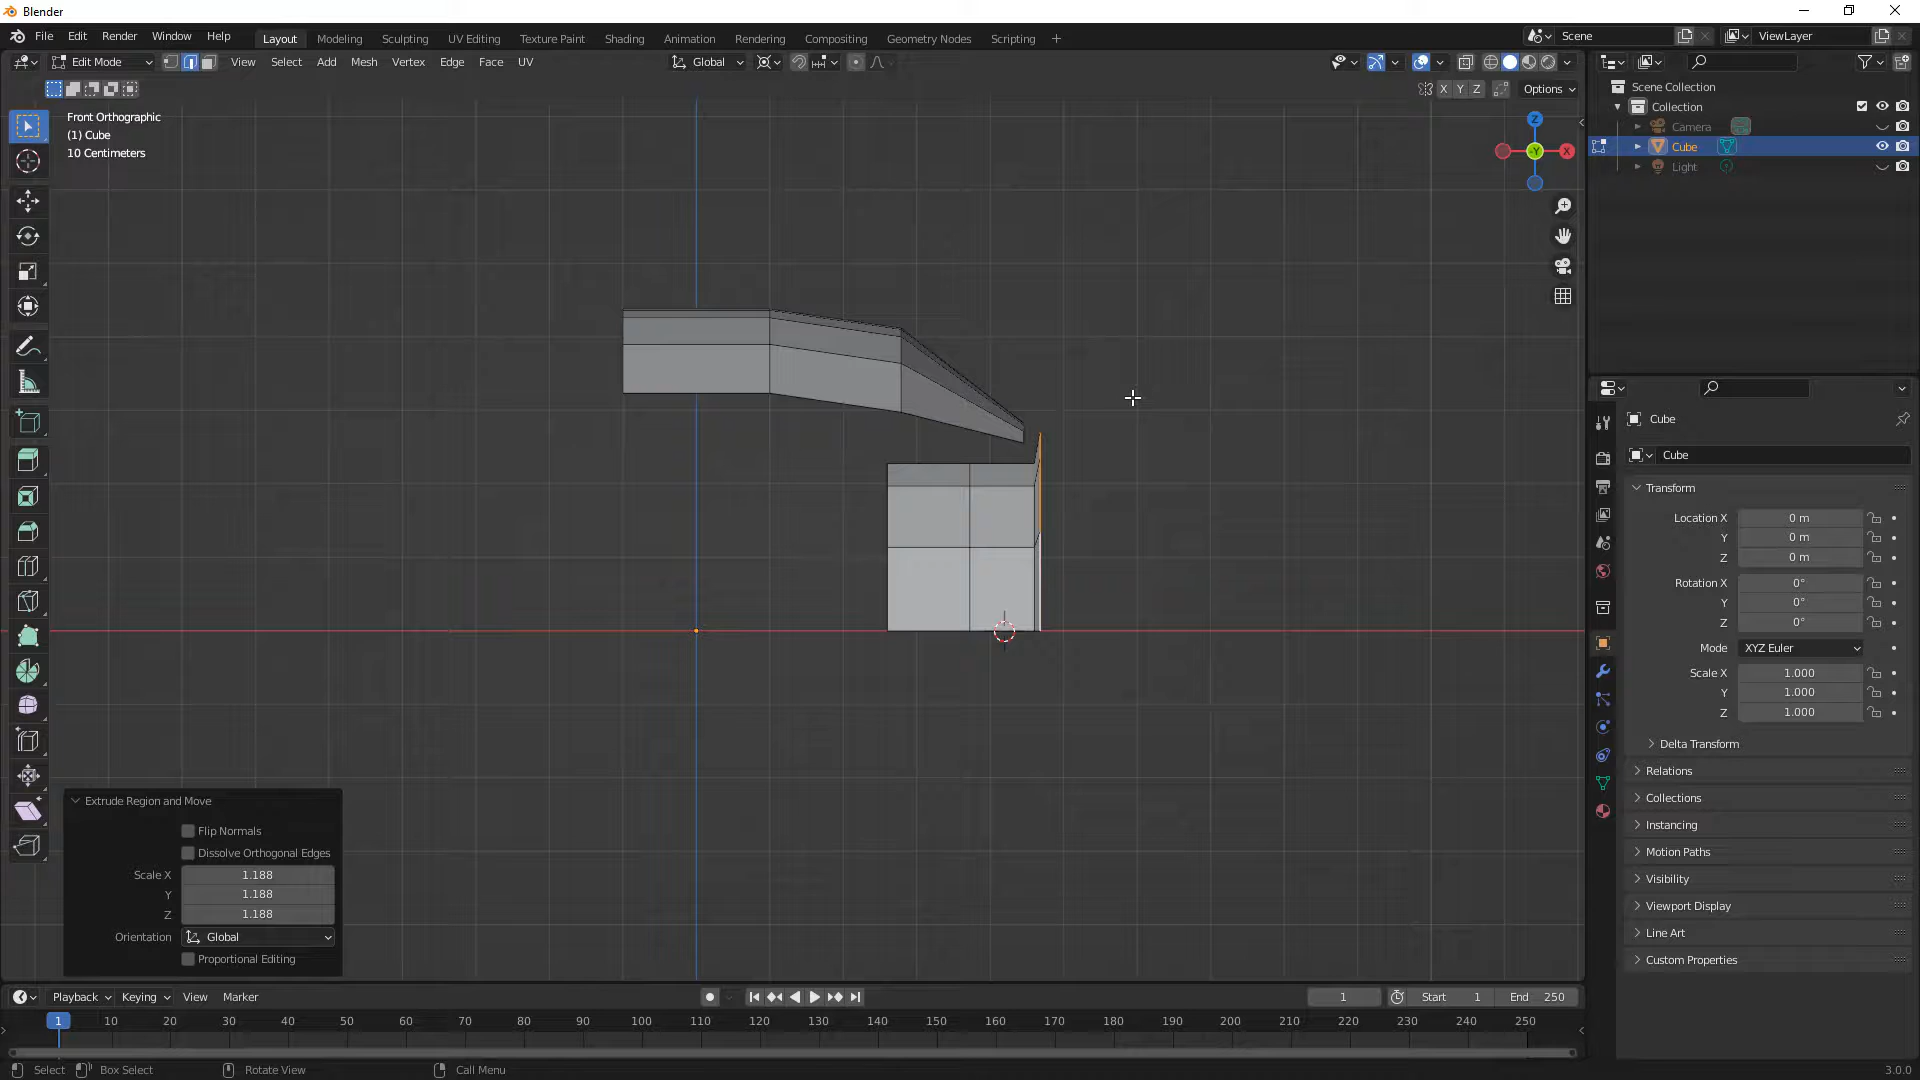 Blender
File Edit Render Window Help
Layout Modeling Sculpting UV Editing Texture Paint Shading Animation Rendering Compositing Geometry Nodes Scripting
Scene
ViewLayer
Edit Mode
View Select Add Mesh Vertex Edge Face UV
Global
X Y Z
Options
Front Orthographic
(1) Cube
10 Centimeters
Z
-Y
X
Scene Collection
Collection
Camera
Cube
Light
Cube
Cube
Transform
Location X 0 m
Y 0 m
Z 0 m
Rotation X 0°
Y 0°
Z 0°
Mode XYZ Euler
Scale X 1.000
Y 1.000
Z 1.000
Delta Transform
Relations
Collections
Instancing
Motion Paths
Visibility
Viewport Display
Line Art
Custom Properties
Extrude Region and Move
Flip Normals
Dissolve Orthogonal Edges
Scale X 1.188
Y 1.188
Z 1.188
Orientation Global
Proportional Editing
Playback Keying View Marker
1
Start 1
End 250
1 10 20 30 40 50 60 70 80 90 100 110 120 130 140 150 160 170 180 190 200 210 220 230 240 250
Select Box Select Rotate View Call Menu
3.0.0